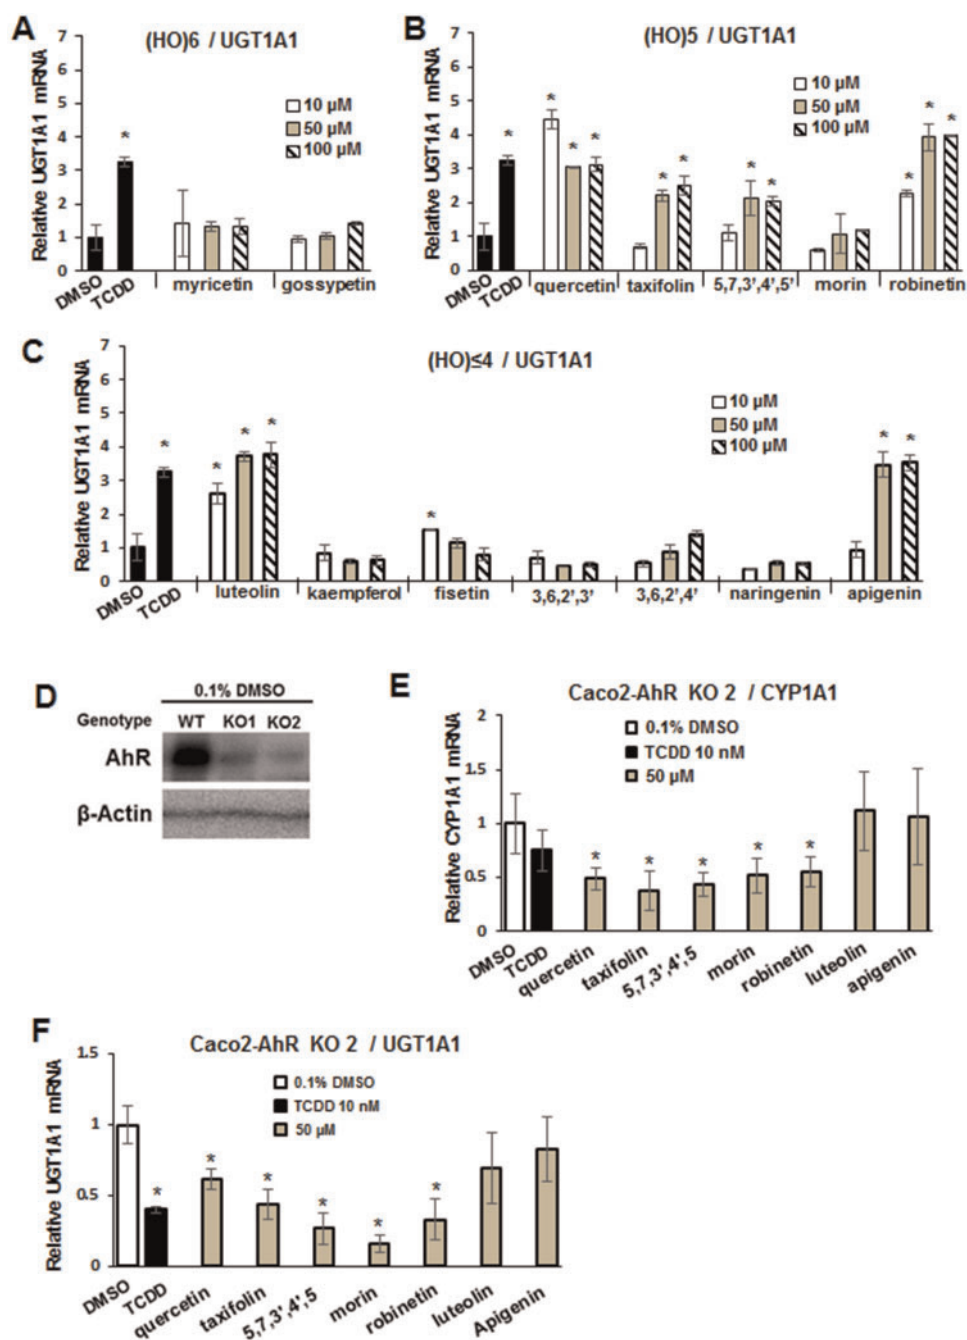 A
(HO)6 / UGT1A1
Relative UGT1A1 mRNA
7
6
5
4
3
2
1
0
10 µM
50 µM
100 µM
*
DMSO
TCDD
myricetin
gossypetin
B
(HO)5 / UGT1A1
Relative UGT1A1 mRNA
7
6
5
4
3
2
1
0
10 µM
50 µM
100 µM
* * * * * * * * * * *
DMSO
TCDD
quercetin
taxifolin
5,7,3',4',5'
morin
robinetin
C
(HO)≤4 / UGT1A1
Relative UGT1A1 mRNA
7
6
5
4
3
2
1
0
10 µM
50 µM
100 µM
* * * * * * *
DMSO
TCDD
luteolin
kaempferol
fisetin
3,6,2',3'
3,6,2',4'
naringenin
apigenin
D
0.1% DMSO
Genotype WT KO1 KO2
AhR
β-Actin
E
Caco2-AhR KO 2 / CYP1A1
Relative CYP1A1 mRNA
2
1.5
1
0.5
0
0.1% DMSO
TCDD 10 nM
50 µM
* * * * *
DMSO
TCDD
quercetin
taxifolin
5,7,3',4',5
morin
robinetin
luteolin
apigenin
F
Caco2-AhR KO 2 / UGT1A1
Relative UGT1A1 mRNA
1.5
1
0.5
0
0.1% DMSO
TCDD 10 nM
50 µM
* * * * * *
DMSO
TCDD
quercetin
taxifolin
5,7,3',4',5
morin
robinetin
luteolin
Apigenin